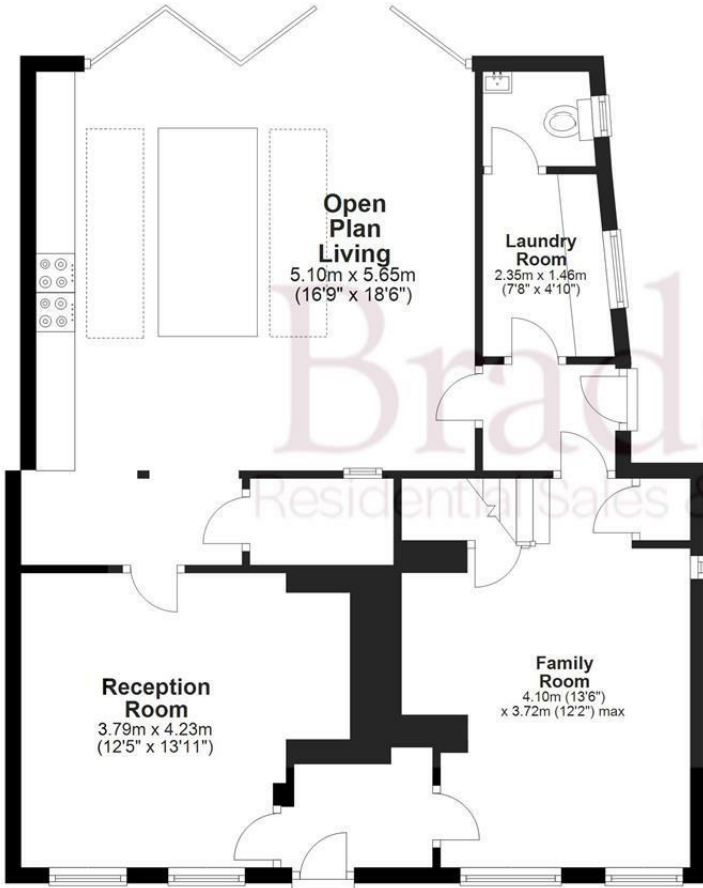 Open
Plan
Living
5.10m x 5.65m
(16'9" x 18'6")
Laundry
Room
2.35m x 1.46m
(7'8" x 4'10")
Brad
Residential Sales &
Family
Room
4.10m (13'6")
x 3.72m (12'2") max
Reception
Room
3.79m x 4.23m
(12'5" x 13'11")